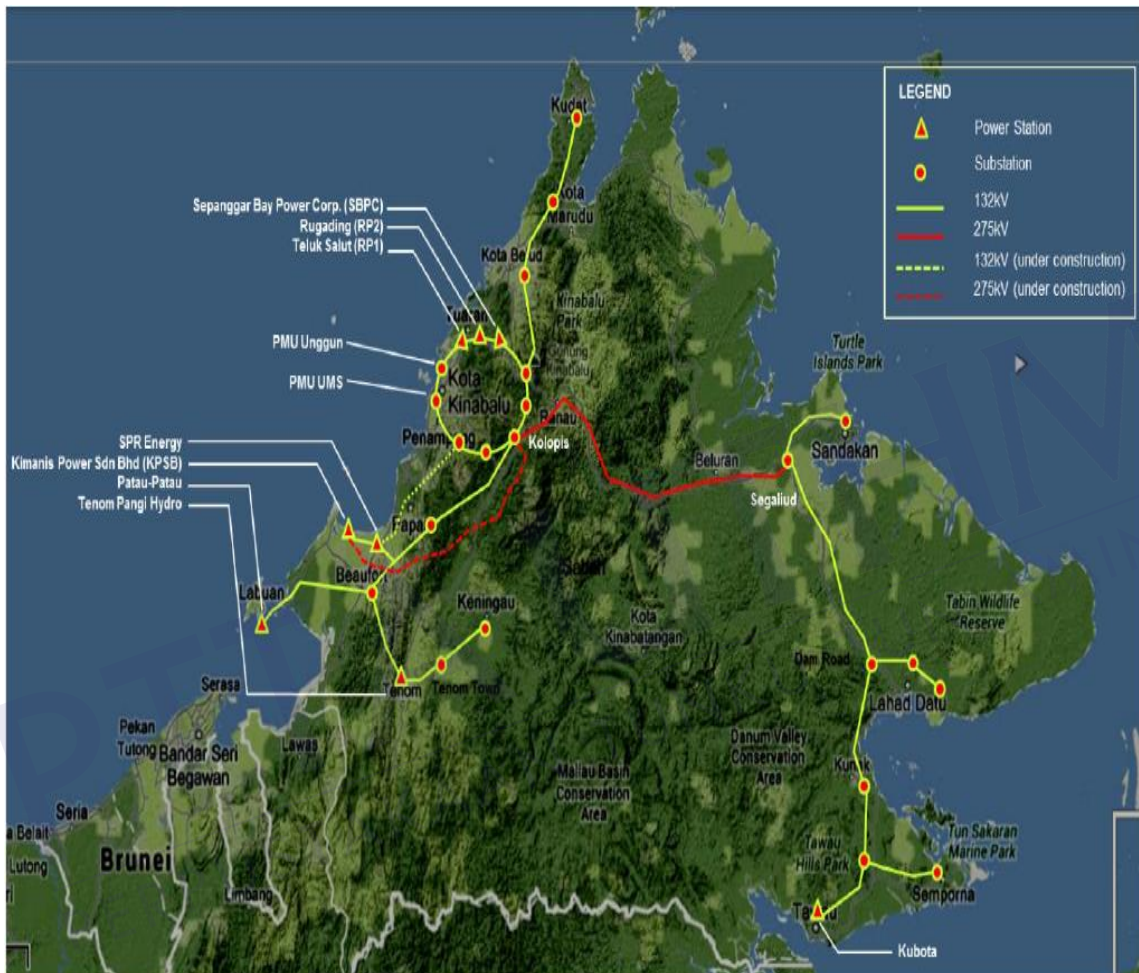 LEGEND
Power Station
Substation
132kV
275kV
132kV (under construction)
275kV (under construction)
Kudat
Kota
Marudu
Sepanggar Bay Power Corp. (SBPC)
Rugading (RP2)
Teluk Salut (RP1)
Kota Belud
Kinabalu
Park
Tuaran
Gunung
Kinabalu
PMU Unggun
PMU UMS
Kota
Kinabalu
Turtle
Islands Park
Ranau
Penampang
Kolopis
Sandakan
Beluran
Segaliud
SPR Energy
Kimanis Power Sdn Bhd (KPSB)
Patau-Patau
Tenom Pangi Hydro
Papar
Beaufort
Sabah
Labuan
Keningau
Kota
Kinabatangan
Tabin Wildlife
Reserve
Dam Road
Tenom
Tenom Town
Lahad Datu
Serasa
Pekan
Tutong
Bandar Seri
Begawan
Lawas
Danum Valley
Conservation
Area
Maliau Basin
Conservation
Area
Kunak
Seria
a Belait
Lutong
Brunei
Limbang
Tawau
Hills Park
Tun Sakaran
Marine Park
Semporna
Tawau
Kubota